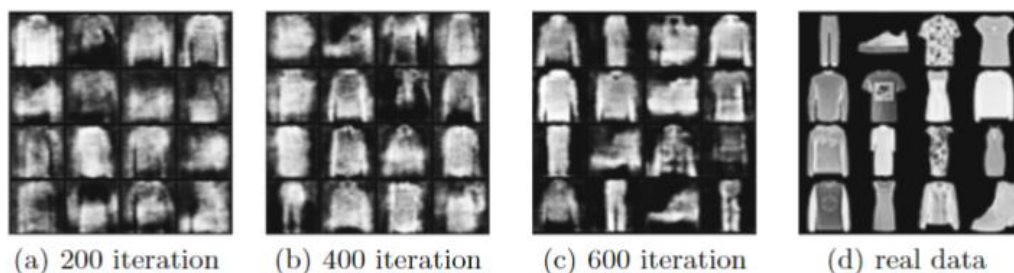 (a) 200 iteration
(b) 400 iteration
(c) 600 iteration
(d) real data